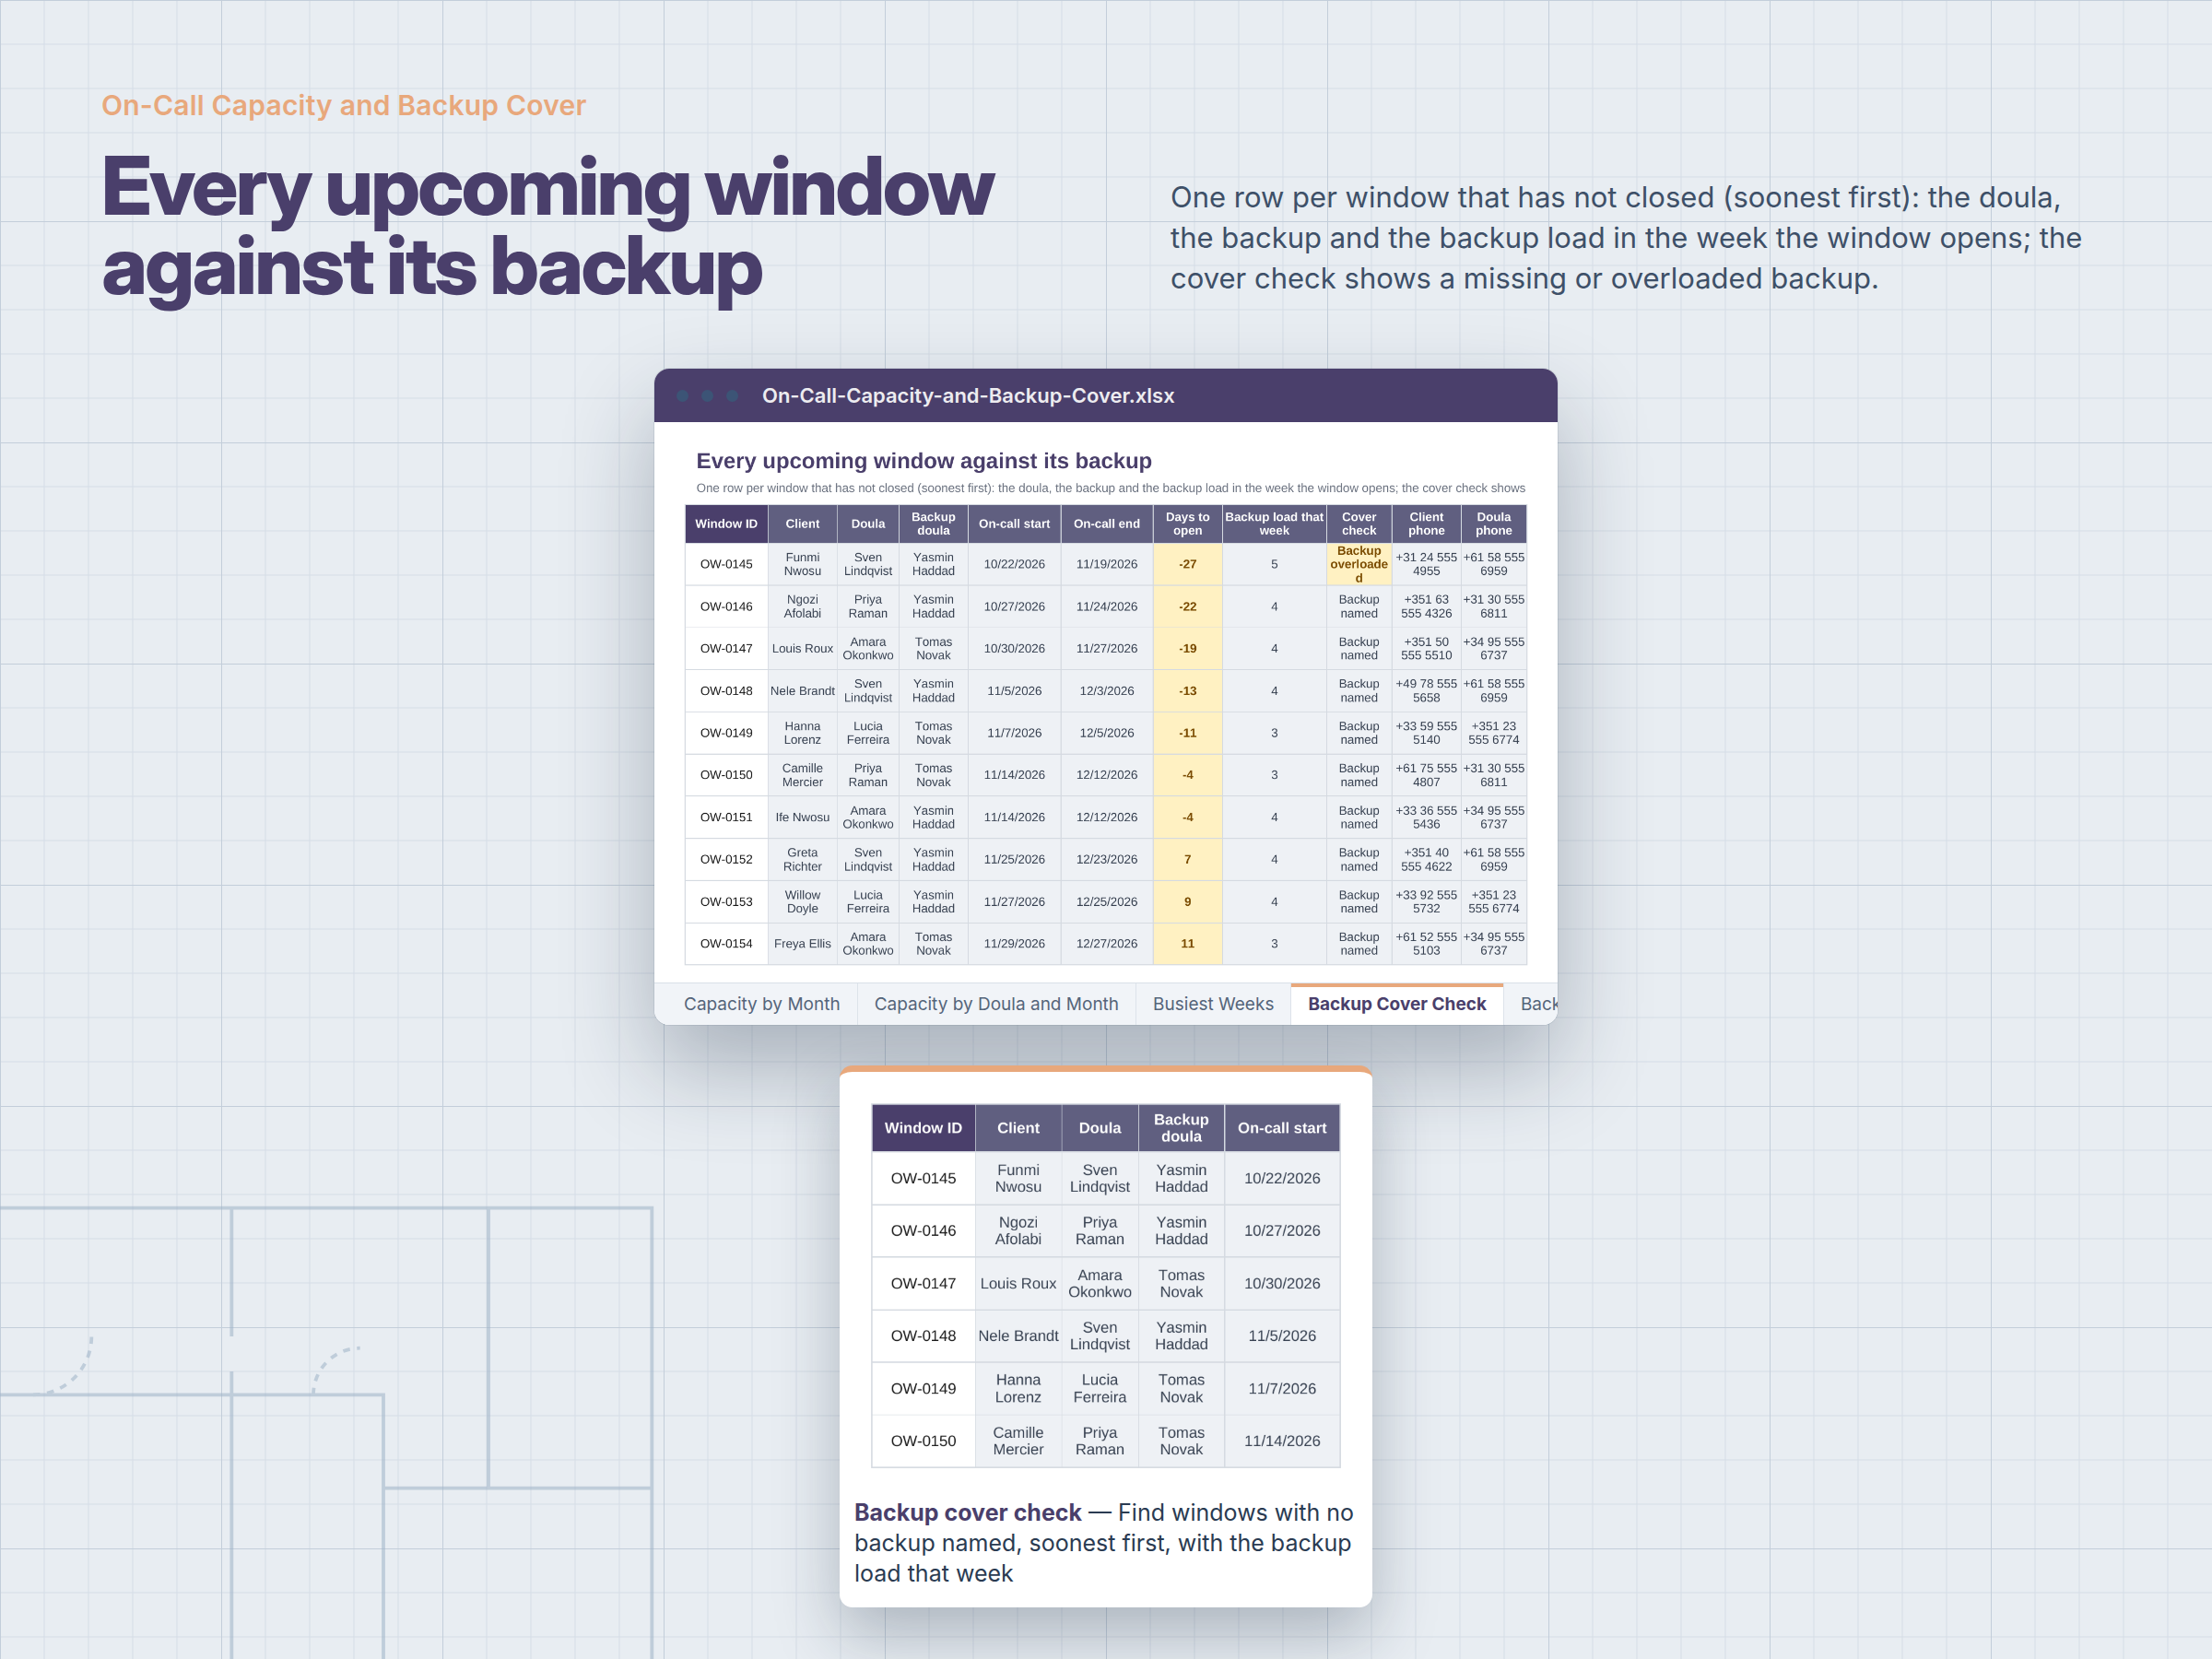 On-Call Capacity and Backup Cover
Every upcoming window
against its backup
One row per window that has not closed (soonest first): the doula,
the backup and the backup load in the week the window opens; the
cover check shows a missing or overloaded backup.
On-Call-Capacity-and-Backup-Cover.xlsx
Every upcoming window against its backup
One row per window that has not closed (soonest first): the doula, the backup and the backup load in the week the window opens; the cover check shows
Window ID Client Doula Backup doula On-call start On-call end Days to open Backup load that week Cover check Client phone Doula phone
OW-0145 Funmi Nwosu Sven Lindqvist Yasmin Haddad 10/22/2026 11/19/2026 -27 5 Backup overloaded +31 24 555 4955 +61 58 555 6959
OW-0146 Ngozi Afolabi Priya Raman Yasmin Haddad 10/27/2026 11/24/2026 -22 4 Backup named +351 63 555 4326 +31 30 555 6811
OW-0147 Louis Roux Amara Okonkwo Tomas Novak 10/30/2026 11/27/2026 -19 4 Backup named +351 50 555 5510 +34 95 555 6737
OW-0148 Nele Brandt Sven Lindqvist Yasmin Haddad 11/5/2026 12/3/2026 -13 4 Backup named +49 78 555 5658 +61 58 555 6959
OW-0149 Hanna Lorenz Lucia Ferreira Tomas Novak 11/7/2026 12/5/2026 -11 3 Backup named +33 59 555 5140 +351 23 555 6774
OW-0150 Camille Mercier Priya Raman Tomas Novak 11/14/2026 12/12/2026 -4 3 Backup named +61 75 555 4807 +31 30 555 6811
OW-0151 Ife Nwosu Amara Okonkwo Yasmin Haddad 11/14/2026 12/12/2026 -4 4 Backup named +33 36 555 5436 +34 95 555 6737
OW-0152 Greta Richter Sven Lindqvist Yasmin Haddad 11/25/2026 12/23/2026 7 4 Backup named +351 40 555 4622 +61 58 555 6959
OW-0153 Willow Doyle Lucia Ferreira Yasmin Haddad 11/27/2026 12/25/2026 9 4 Backup named +33 92 555 5732 +351 23 555 6774
OW-0154 Freya Ellis Amara Okonkwo Tomas Novak 11/29/2026 12/27/2026 11 3 Backup named +61 52 555 5103 +34 95 555 6737
Capacity by Month Capacity by Doula and Month Busiest Weeks Backup Cover Check Back
Window ID Client Doula Backup doula On-call start
OW-0145 Funmi Nwosu Sven Lindqvist Yasmin Haddad 10/22/2026
OW-0146 Ngozi Afolabi Priya Raman Yasmin Haddad 10/27/2026
OW-0147 Louis Roux Amara Okonkwo Tomas Novak 10/30/2026
OW-0148 Nele Brandt Sven Lindqvist Yasmin Haddad 11/5/2026
OW-0149 Hanna Lorenz Lucia Ferreira Tomas Novak 11/7/2026
OW-0150 Camille Mercier Priya Raman Tomas Novak 11/14/2026
Backup cover check — Find windows with no
backup named, soonest first, with the backup
load that week